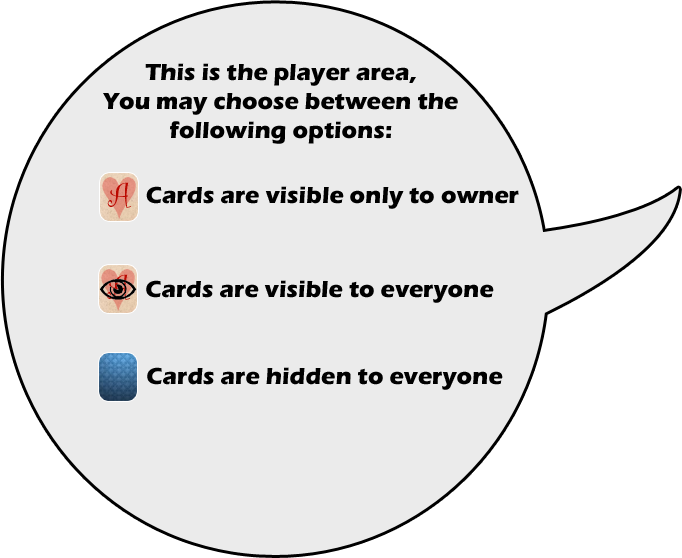 This is the player area,
You may choose between the
following options:
A Cards are visible only to owner
Cards are visible to everyone
Cards are hidden to everyone